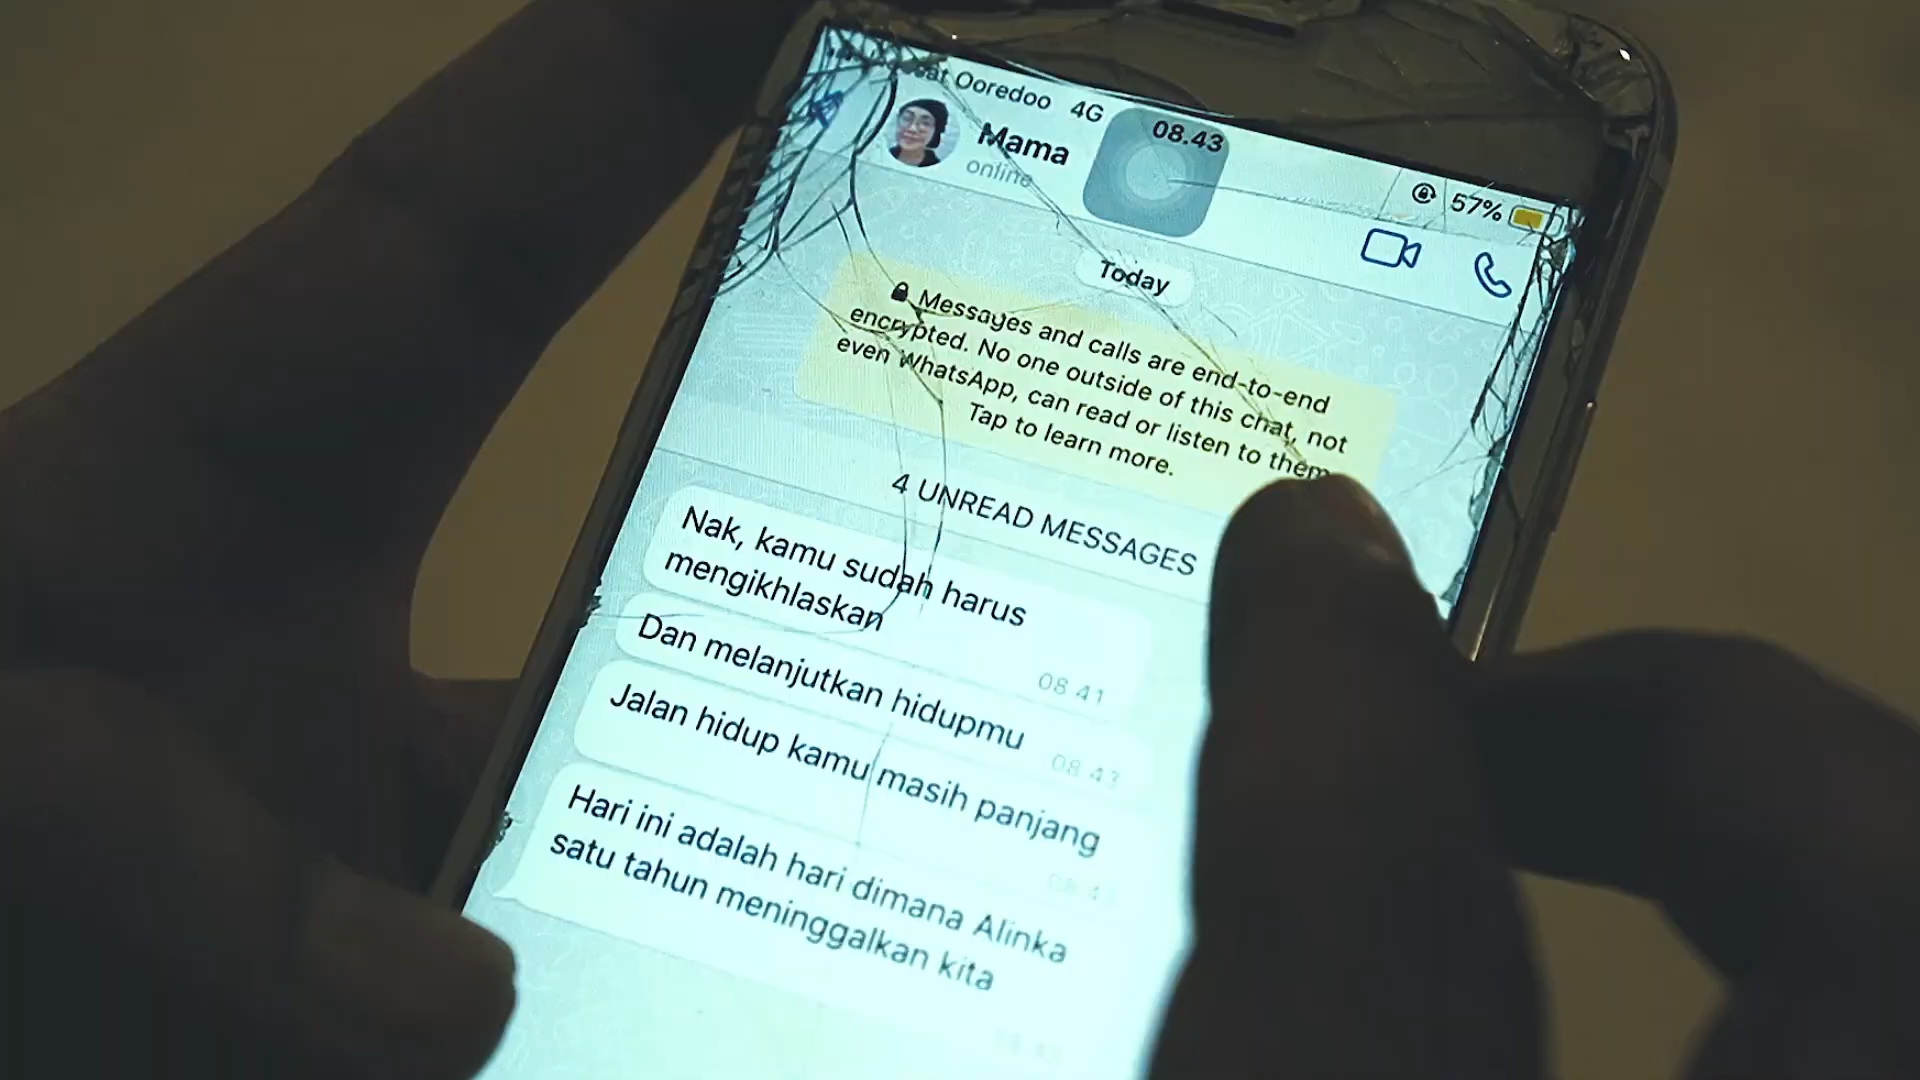 Ooredoo 4G 08.43 57%
Mama
online
Today
Messages and calls are end-to-end
encrypted. No one outside of this chat, not
even WhatsApp, can read or listen to them.
Tap to learn more.
4 UNREAD MESSAGES
Nak, kamu sudah harus
mengikhlaskan
08.41
Dan melanjutkan hidupmu
08.43
Jalan hidup kamu masih panjang
08.43
Hari ini adalah hari dimana Alinka
satu tahun meninggalkan kita